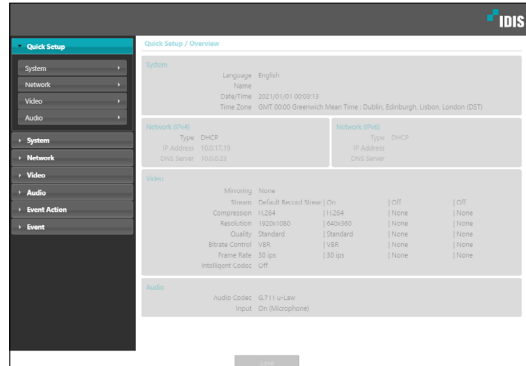 IDIS
Quick Setup
System
Network
Video
Audio
System
Network
Video
Audio
Event Action
Event
Quick Setup / Overview
System
Language English
Name
Date/Time 2021/01/01 00:03:13
Time Zone GMT 00:00 Greenwich Mean Time : Dublin, Edinburgh, Lisbon, London (DST)
Network (IPv4)
Type DHCP
IP Address 10.0.17.19
DNS Server 10.0.0.23
Network (IPv6)
Type DHCP
IP Address
DNS Server
Video
Mirroring None
Stream Default Record Strear | On | Off | Off
Compression H.264 | H.264 | None | None
Resolution 1920x1080 | 640x360 | None | None
Quality Standard | Standard | None | None
Bitrate Control VBR | VBR | None | None
Frame Rate 30 ips | 30 ips | None | None
Intelligent Codec Off
Audio
Audio Codec G.711 u-Law
Input On (Microphone)